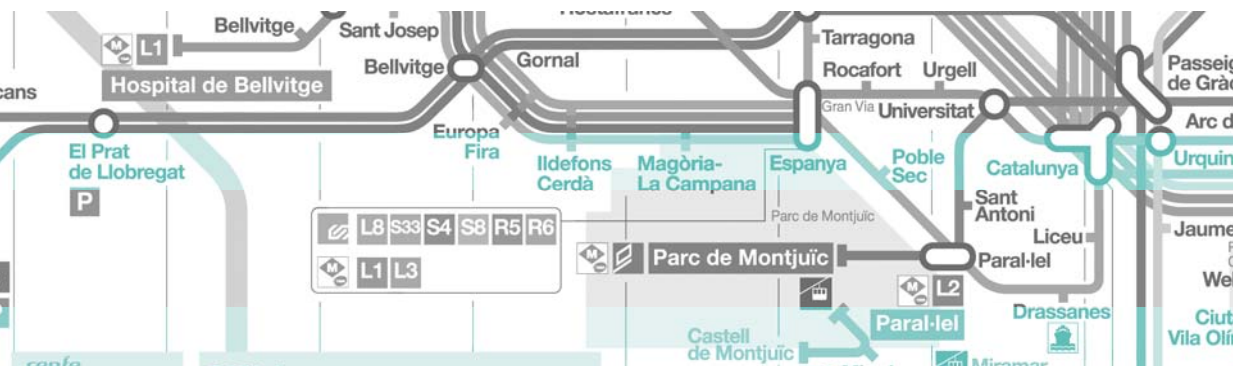 Bellvitge
Sant Josep
M
L1
Hospital de Bellvitge
Bellvitge
Gornal
Tarragona
Rocafort
Urgell
Passeig
de Gràc
Gran Via
Universitat
Arc d
Europa
Fira
El Prat
de Llobregat
P
Ildefons
Cerdà
Magòria-
La Campana
Espanya
Poble
Sec
Catalunya
Urquin
L8 S33 S4 S8 R5 R6
M
L1 L3
Parc de Montjuïc
Sant
Antoni
Liceu
Jaume
M
Parc de Montjuïc
Paral·lel
M
L2
Paral·lel
Drassanes
Castell
de Montjuïc
Ciut
Vila Olí
Miramar